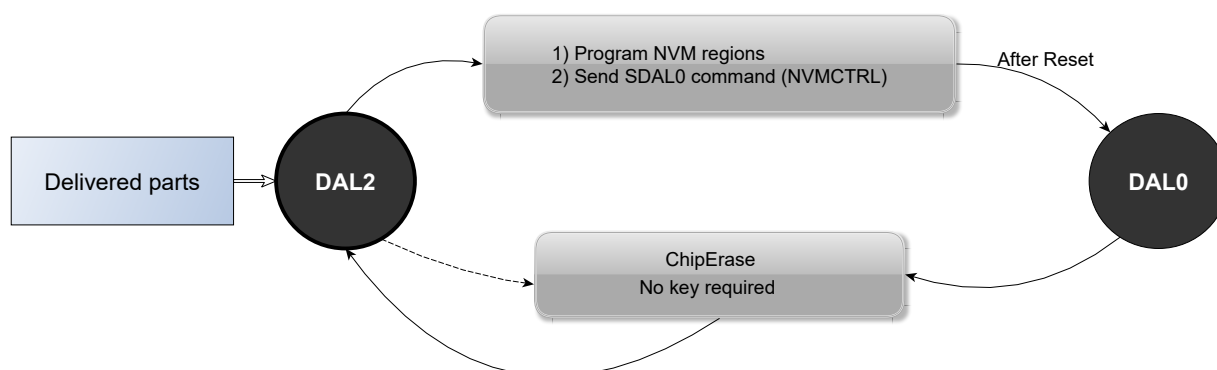 1) Program NVM regions
2) Send SDAL0 command (NVMCTRL)
After Reset
Delivered parts
DAL2
DAL0
ChipErase
No key required